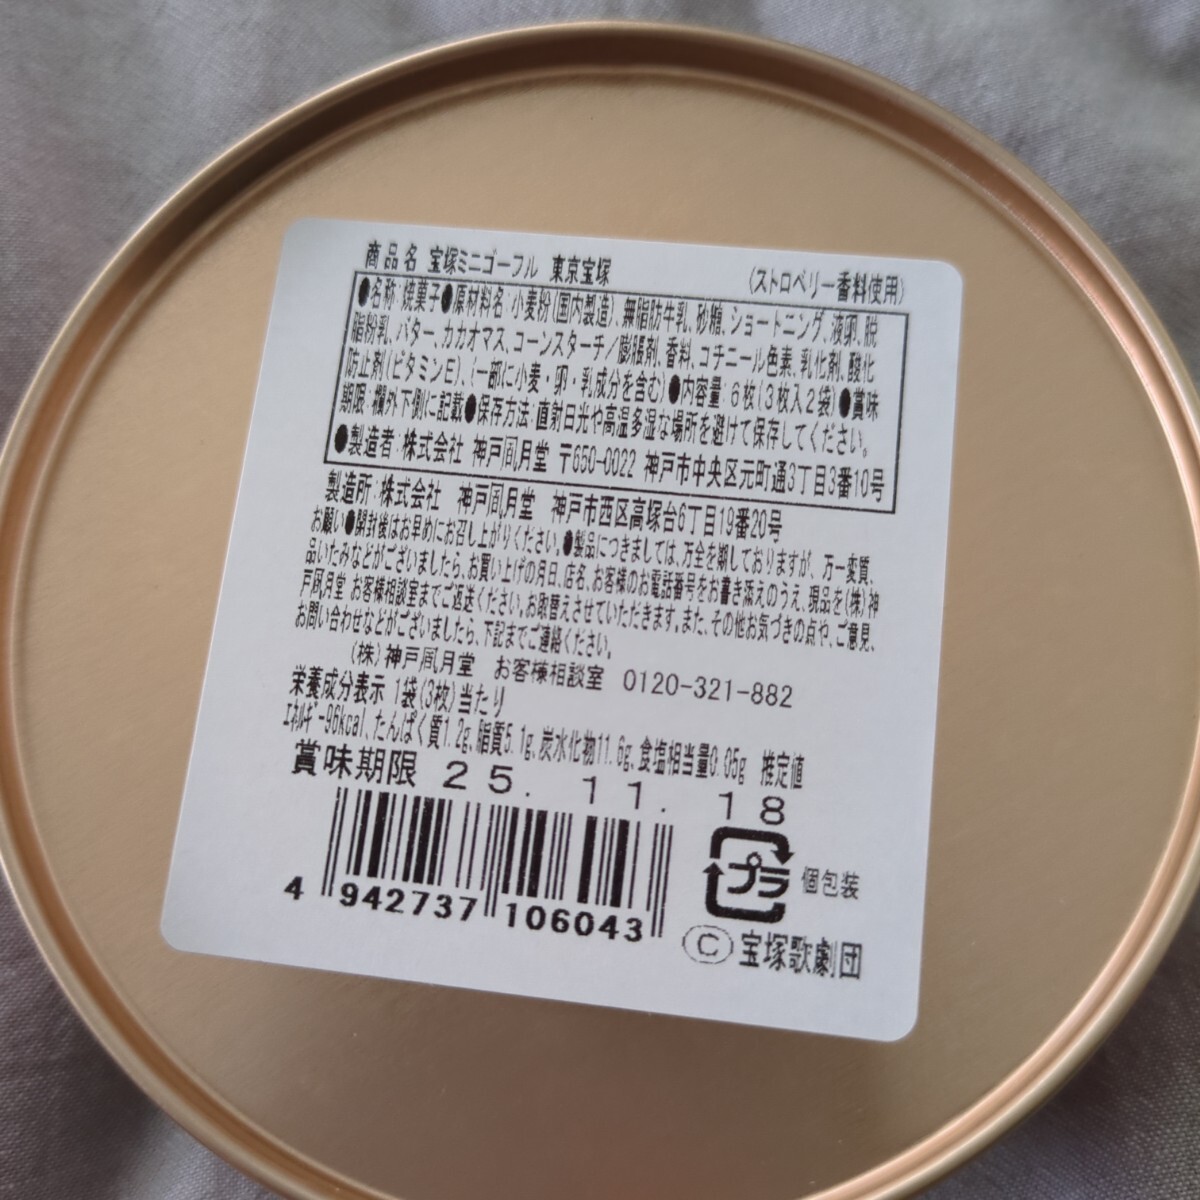 商品名 宝塚ミニゴーフル 東京宝塚 (ストロベリー香料使用)
●名称:焼菓子●原材料名:小麦粉(国内製造)、無脂肪牛乳、砂糖、ショートニング、液卵、脱
脂粉乳、バター、カカオマス、コーンスターチ/膨脹剤、香料、コチニール色素、乳化剤、酸化
防止剤(ビタミンE)、(一部に小麦・卵・乳成分を含む)●内容量:6枚(3枚入2袋)●賞味
期限:欄外下側に記載●保存方法:直射日光や高温多湿な場所を避けて保存してください。
●製造者:株式会社 神戸凮月堂 〒650-0022 神戸市中央区元町通3丁目3番10号
製造所:株式会社 神戸凮月堂 神戸市西区高塚台6丁目19番20号
お願い●開封後はお早めにお召し上がりください。●製品につきましては、万全を期しておりますが、万一変質、
品いたみなどがございましたら、お買い上げの月日、店名、お客様のお電話番号をお書き添えのうえ、現品を(株)神
戸凮月堂 お客様相談室までご返送ください。お取替えさせていただきます。また、その他お気づきの点や、ご意見、
お問い合わせなどがございましたら、下記までご連絡ください。
(株)神戸凮月堂 お客様相談室 0120-321-882
栄養成分表示 1袋(3枚)当たり
ｴﾈﾙｷﾞｰ96kcal、たんぱく質1.2g、脂質5.1g、炭水化物11.6g、食塩相当量0.05g 推定値
賞味期限 25. 11. 18
4 942737 106043
プラ 個包装
Ⓒ宝塚歌劇団